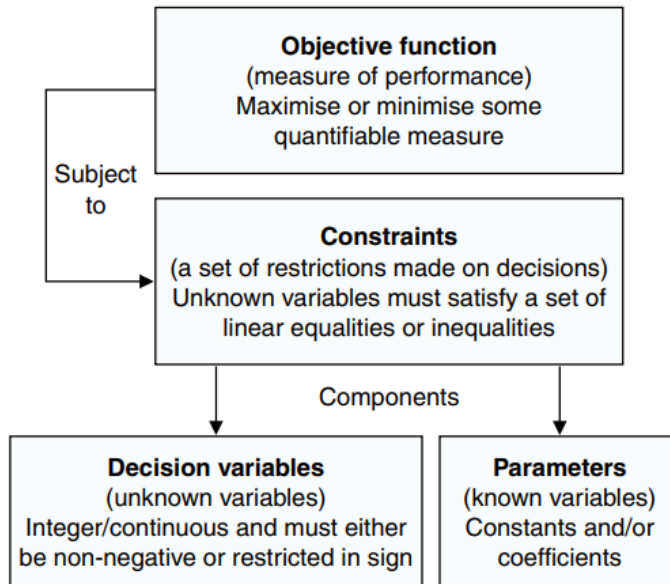 Objective function
(measure of performance)
Maximise or minimise some
quantifiable measure
Subject
to
Constraints
(a set of restrictions made on decisions)
Unknown variables must satisfy a set of
linear equalities or inequalities
Components
Decision variables
(unknown variables)
Integer/continuous and must either
be non-negative or restricted in sign
Parameters
(known variables)
Constants and/or
coefficients